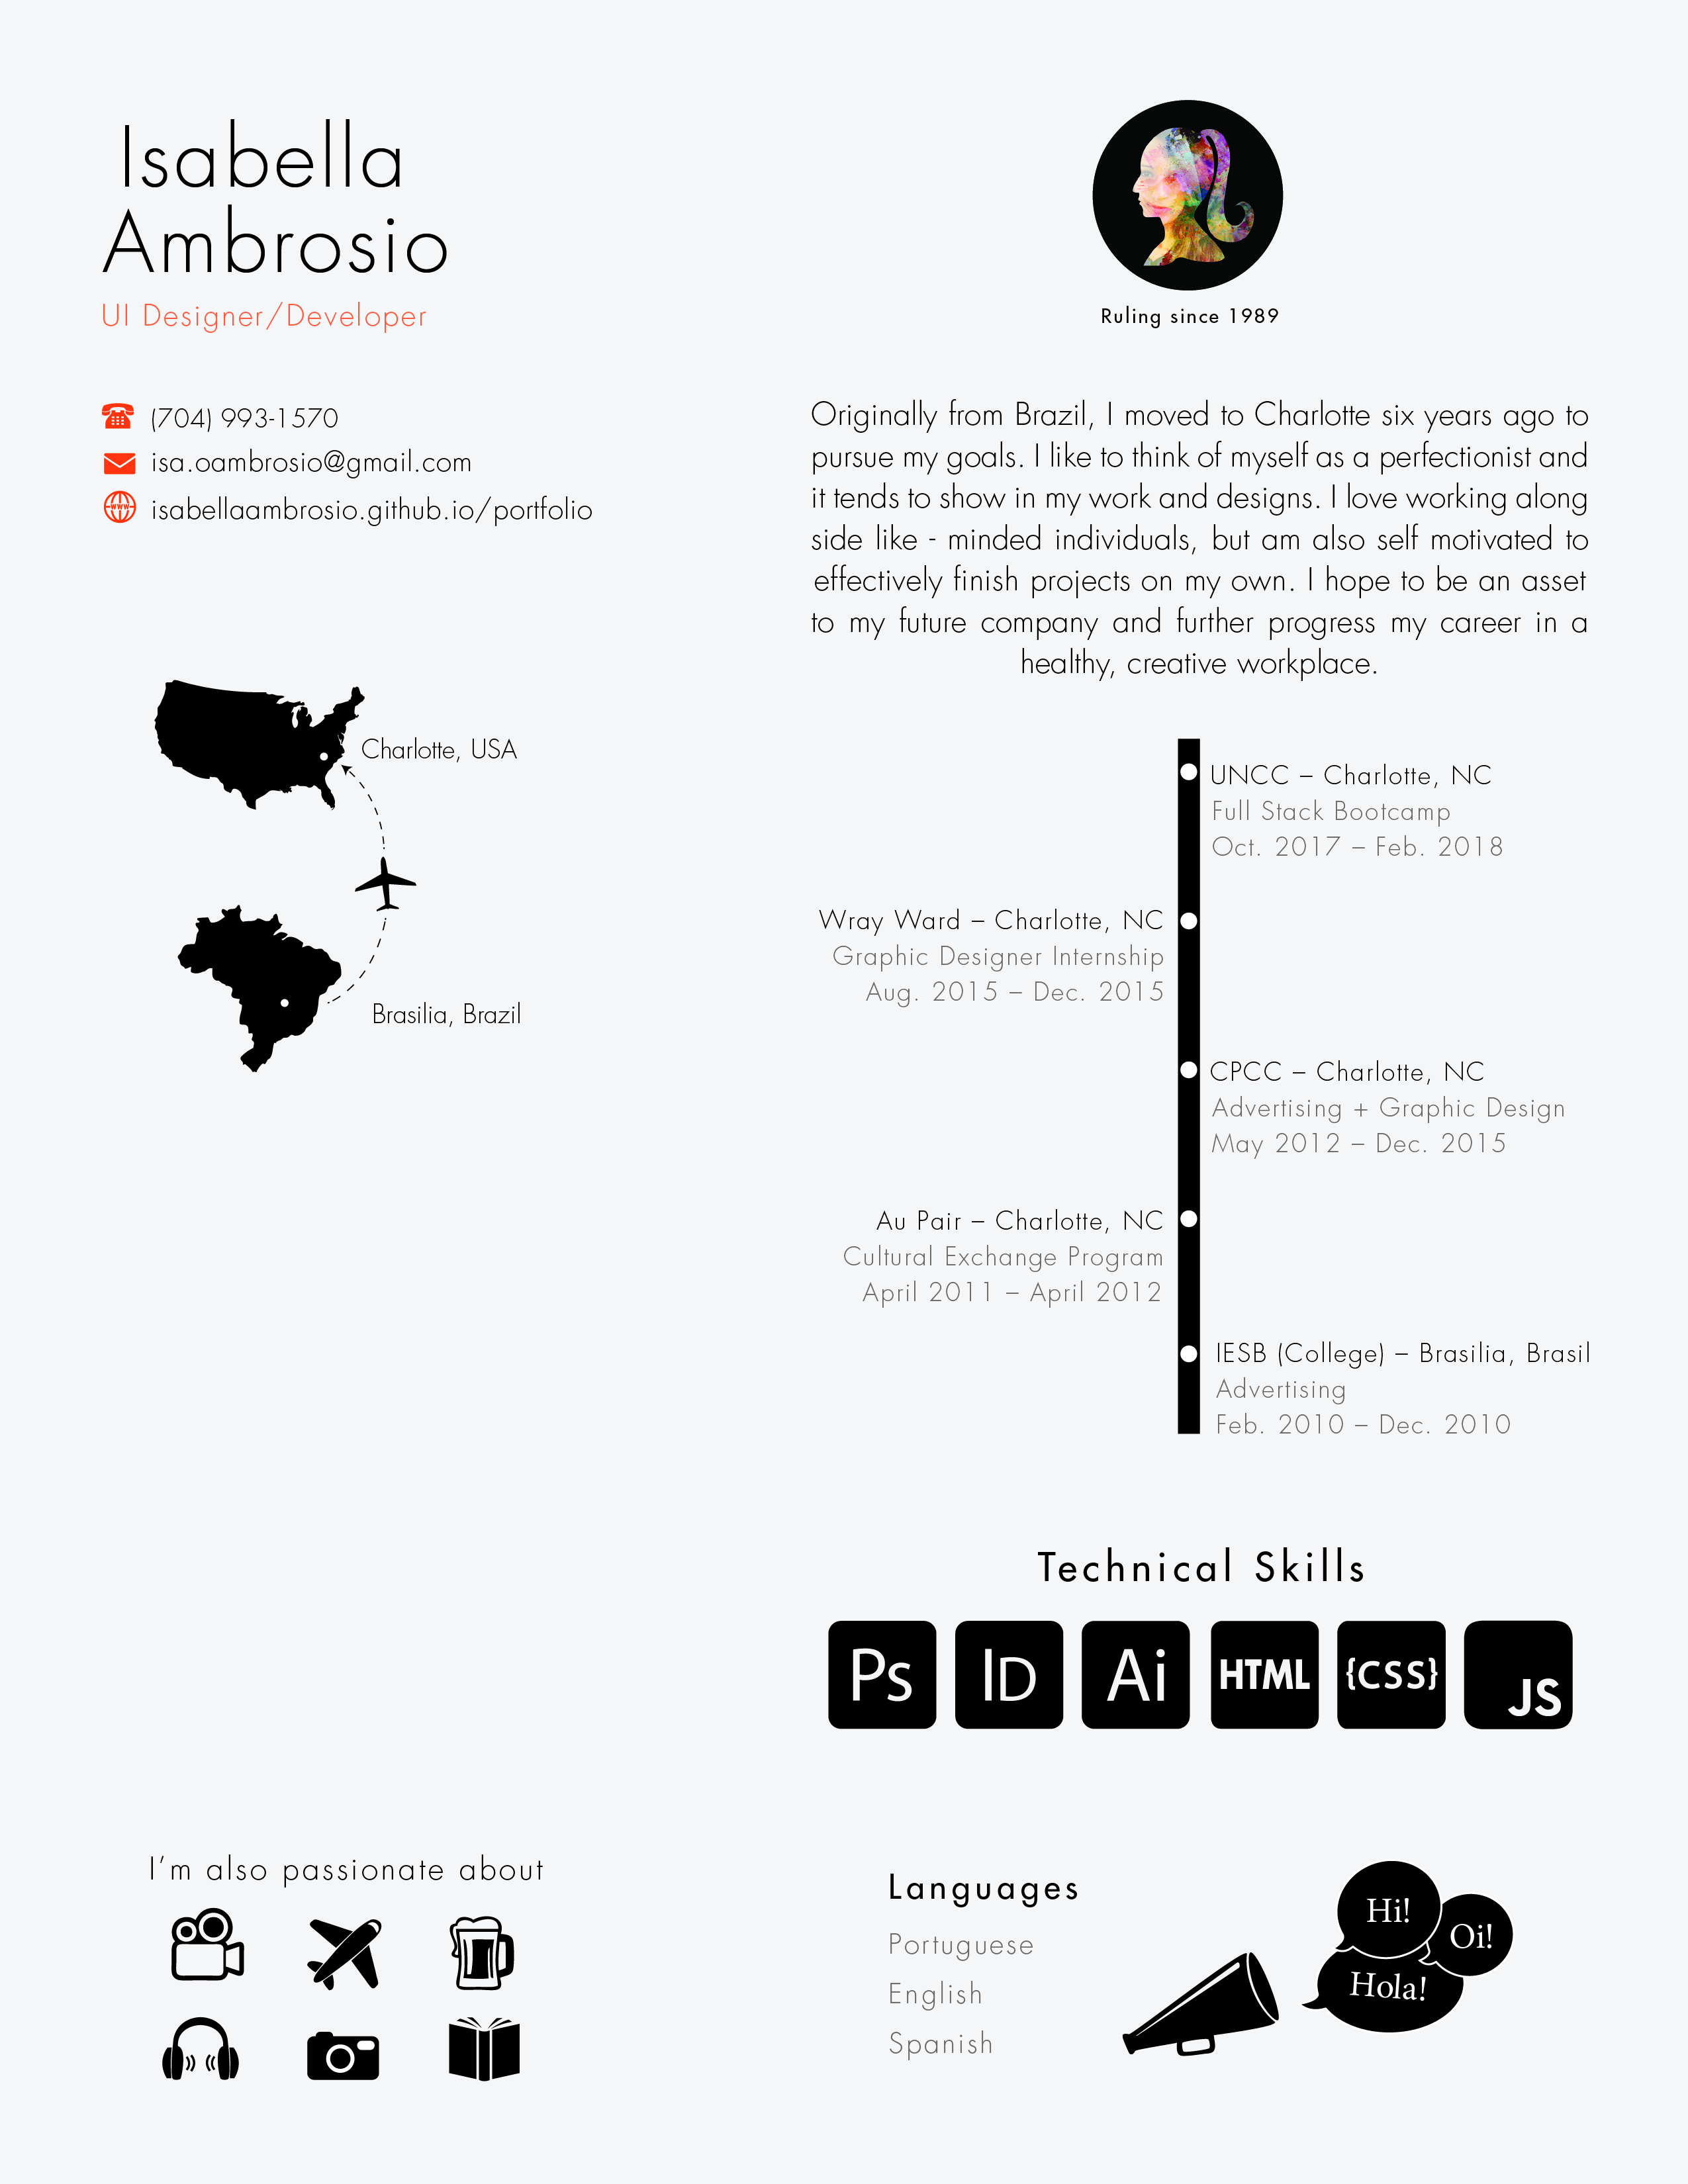 Isabella
Ambrosio
UI Designer/Developer
(704) 993-1570
isa.oambrosio@gmail.com
www
isabellaambrosio.github.io/portfolio
Charlotte, USA
Brasilia, Brazil
Ruling since 1989
Originally from Brazil, I moved to Charlotte six years ago to
pursue my goals. I like to think of myself as a perfectionist and
it tends to show in my work and designs. I love working along
side like - minded individuals, but am also self motivated to
effectively finish projects on my own. I hope to be an asset
to my future company and further progress my career in a
healthy, creative workplace.
UNCC – Charlotte, NC
Full Stack Bootcamp
Oct. 2017 – Feb. 2018
Wray Ward – Charlotte, NC
Graphic Designer Internship
Aug. 2015 – Dec. 2015
CPCC – Charlotte, NC
Advertising + Graphic Design
May 2012 – Dec. 2015
Au Pair – Charlotte, NC
Cultural Exchange Program
April 2011 – April 2012
IESB (College) – Brasilia, Brasil
Advertising
Feb. 2010 – Dec. 2010
Technical Skills
Ps ID Ai HTML {CSS} JS
I'm also passionate about
Languages
Portuguese
English
Spanish
Hi!
Oi!
Hola!